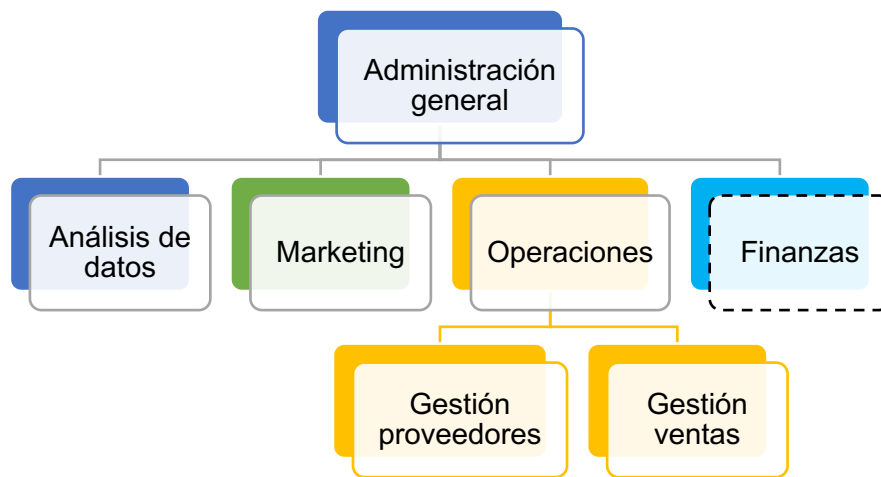 Administración
general
Análisis de
datos
Marketing
Operaciones
Finanzas
Gestión
proveedores
Gestión
ventas